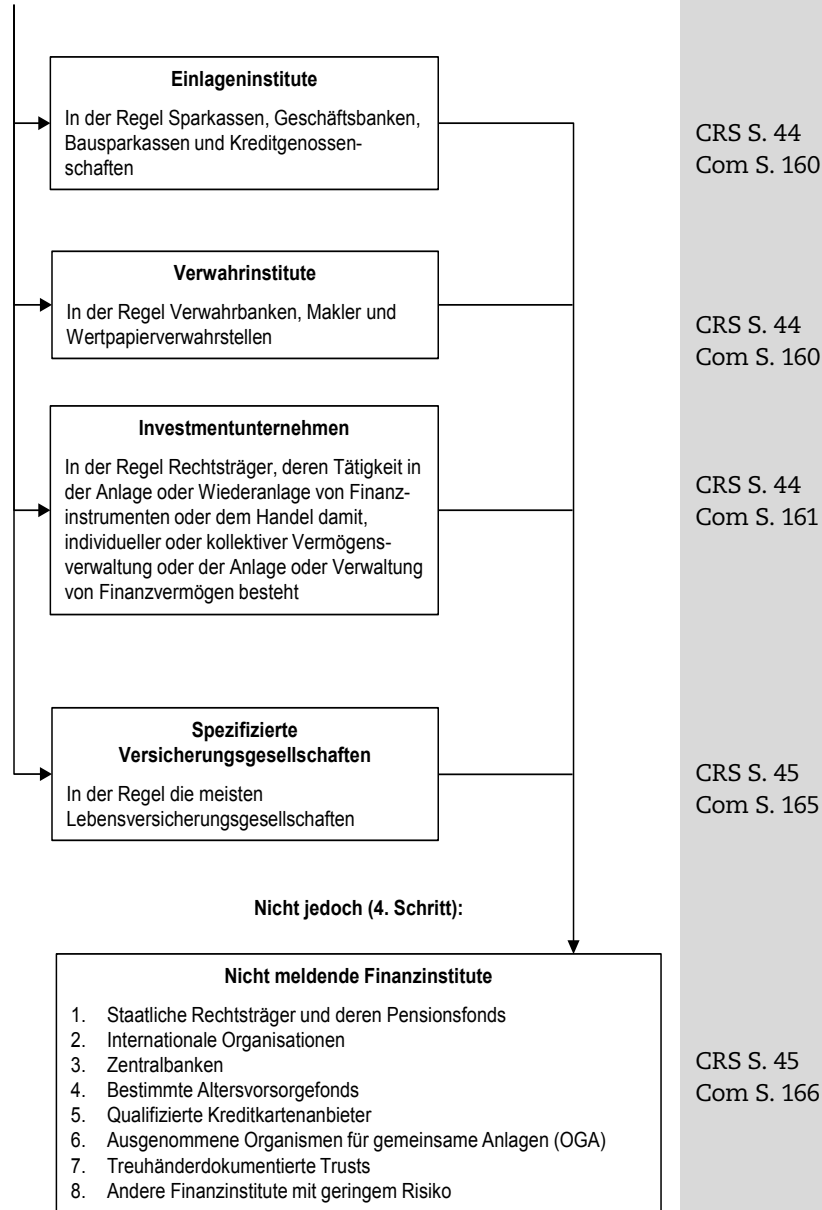 Einlageninstitute
In der Regel Sparkassen, Geschäftsbanken,
Bausparkassen und Kreditgenossen-
schaften
CRS S. 44
Com S. 160
Verwahrinstitute
In der Regel Verwahrbanken, Makler und
Wertpapierverwahrstellen
CRS S. 44
Com S. 160
Investmentunternehmen
In der Regel Rechtsträger, deren Tätigkeit in
der Anlage oder Wiederanlage von Finanz-
instrumenten oder dem Handel damit,
individueller oder kollektiver Vermögens-
verwaltung oder der Anlage oder Verwaltung
von Finanzvermögen besteht
CRS S. 44
Com S. 161
Spezifizierte
Versicherungsgesellschaften
In der Regel die meisten
Lebensversicherungsgesellschaften
CRS S. 45
Com S. 165
Nicht jedoch (4. Schritt):
Nicht meldende Finanzinstitute
1. Staatliche Rechtsträger und deren Pensionsfonds
2. Internationale Organisationen
3. Zentralbanken
4. Bestimmte Altersvorsorgefonds
5. Qualifizierte Kreditkartenanbieter
6. Ausgenommene Organismen für gemeinsame Anlagen (OGA)
7. Treuhänderdokumentierte Trusts
8. Andere Finanzinstitute mit geringem Risiko
CRS S. 45
Com S. 166